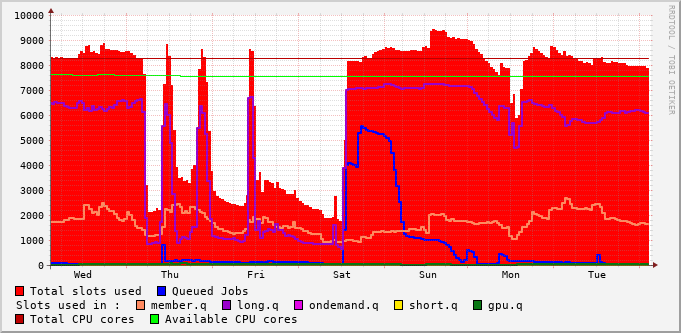 10000
9000
8000
7000
6000
5000
4000
3000
2000
1000
0
Wed Thu Fri Sat Sun Mon Tue
Total slots used Queued Jobs
Slots used in : member.q long.q ondemand.q short.q gpu.q
Total CPU cores Available CPU cores
RRDTOOL / TOBI OETIKER